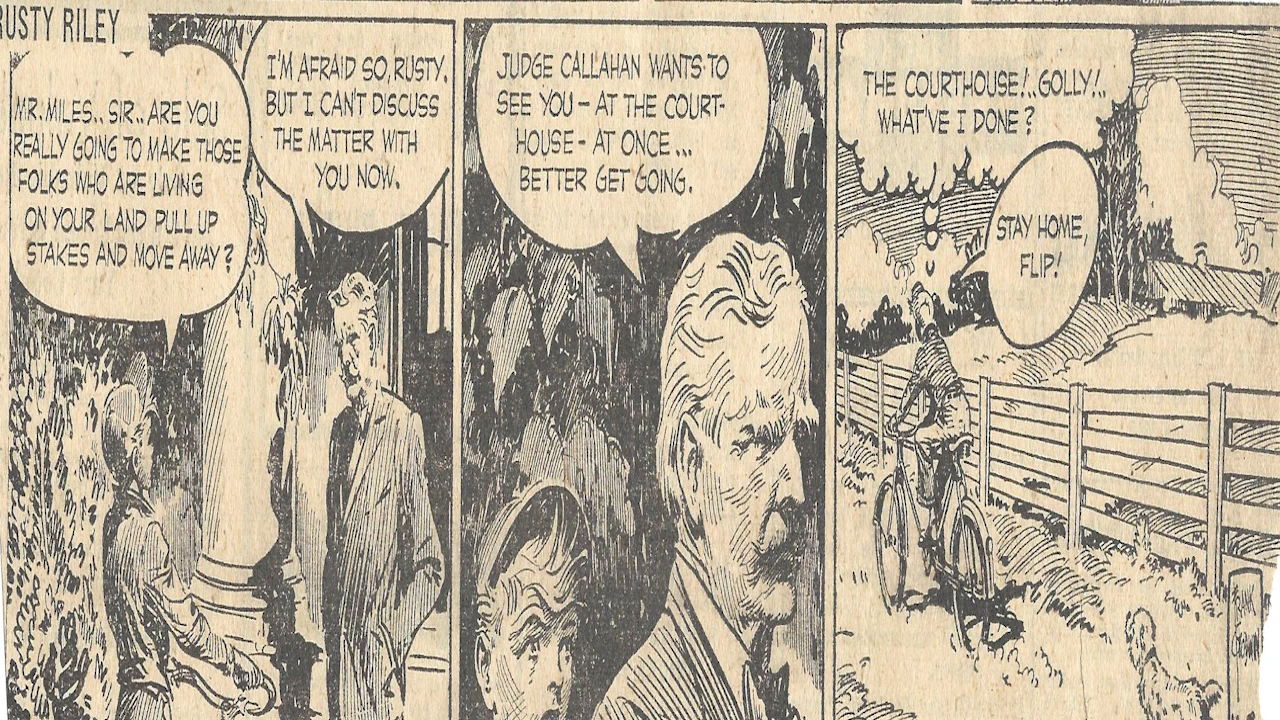 RUSTY RILEY
MR. MILES.. SIR.. ARE YOU
REALLY GOING TO MAKE THOSE
FOLKS WHO ARE LIVING
ON YOUR LAND PULL UP
STAKES AND MOVE AWAY?
I'M AFRAID SO, RUSTY.
BUT I CAN'T DISCUSS
THE MATTER WITH
YOU NOW.
JUDGE CALLAHAN WANTS TO
SEE YOU – AT THE COURT-
HOUSE – AT ONCE...
BETTER GET GOING.
THE COURTHOUSE!.. GOLLY!..
WHAT'VE I DONE?
STAY HOME,
FLIP!
FRANK